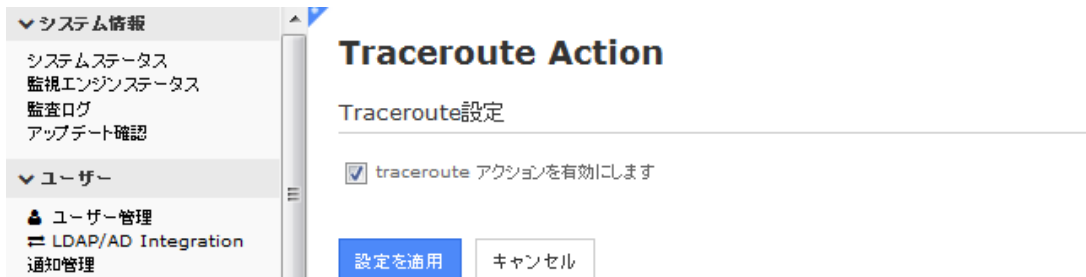 システム情報
システムステータス
監視エンジンステータス
監査ログ
アップデート確認
ユーザー
ユーザー管理
LDAP/AD Integration
通知管理
Traceroute Action
Traceroute設定
traceroute アクションを有効にします
設定を適用
キャンセル